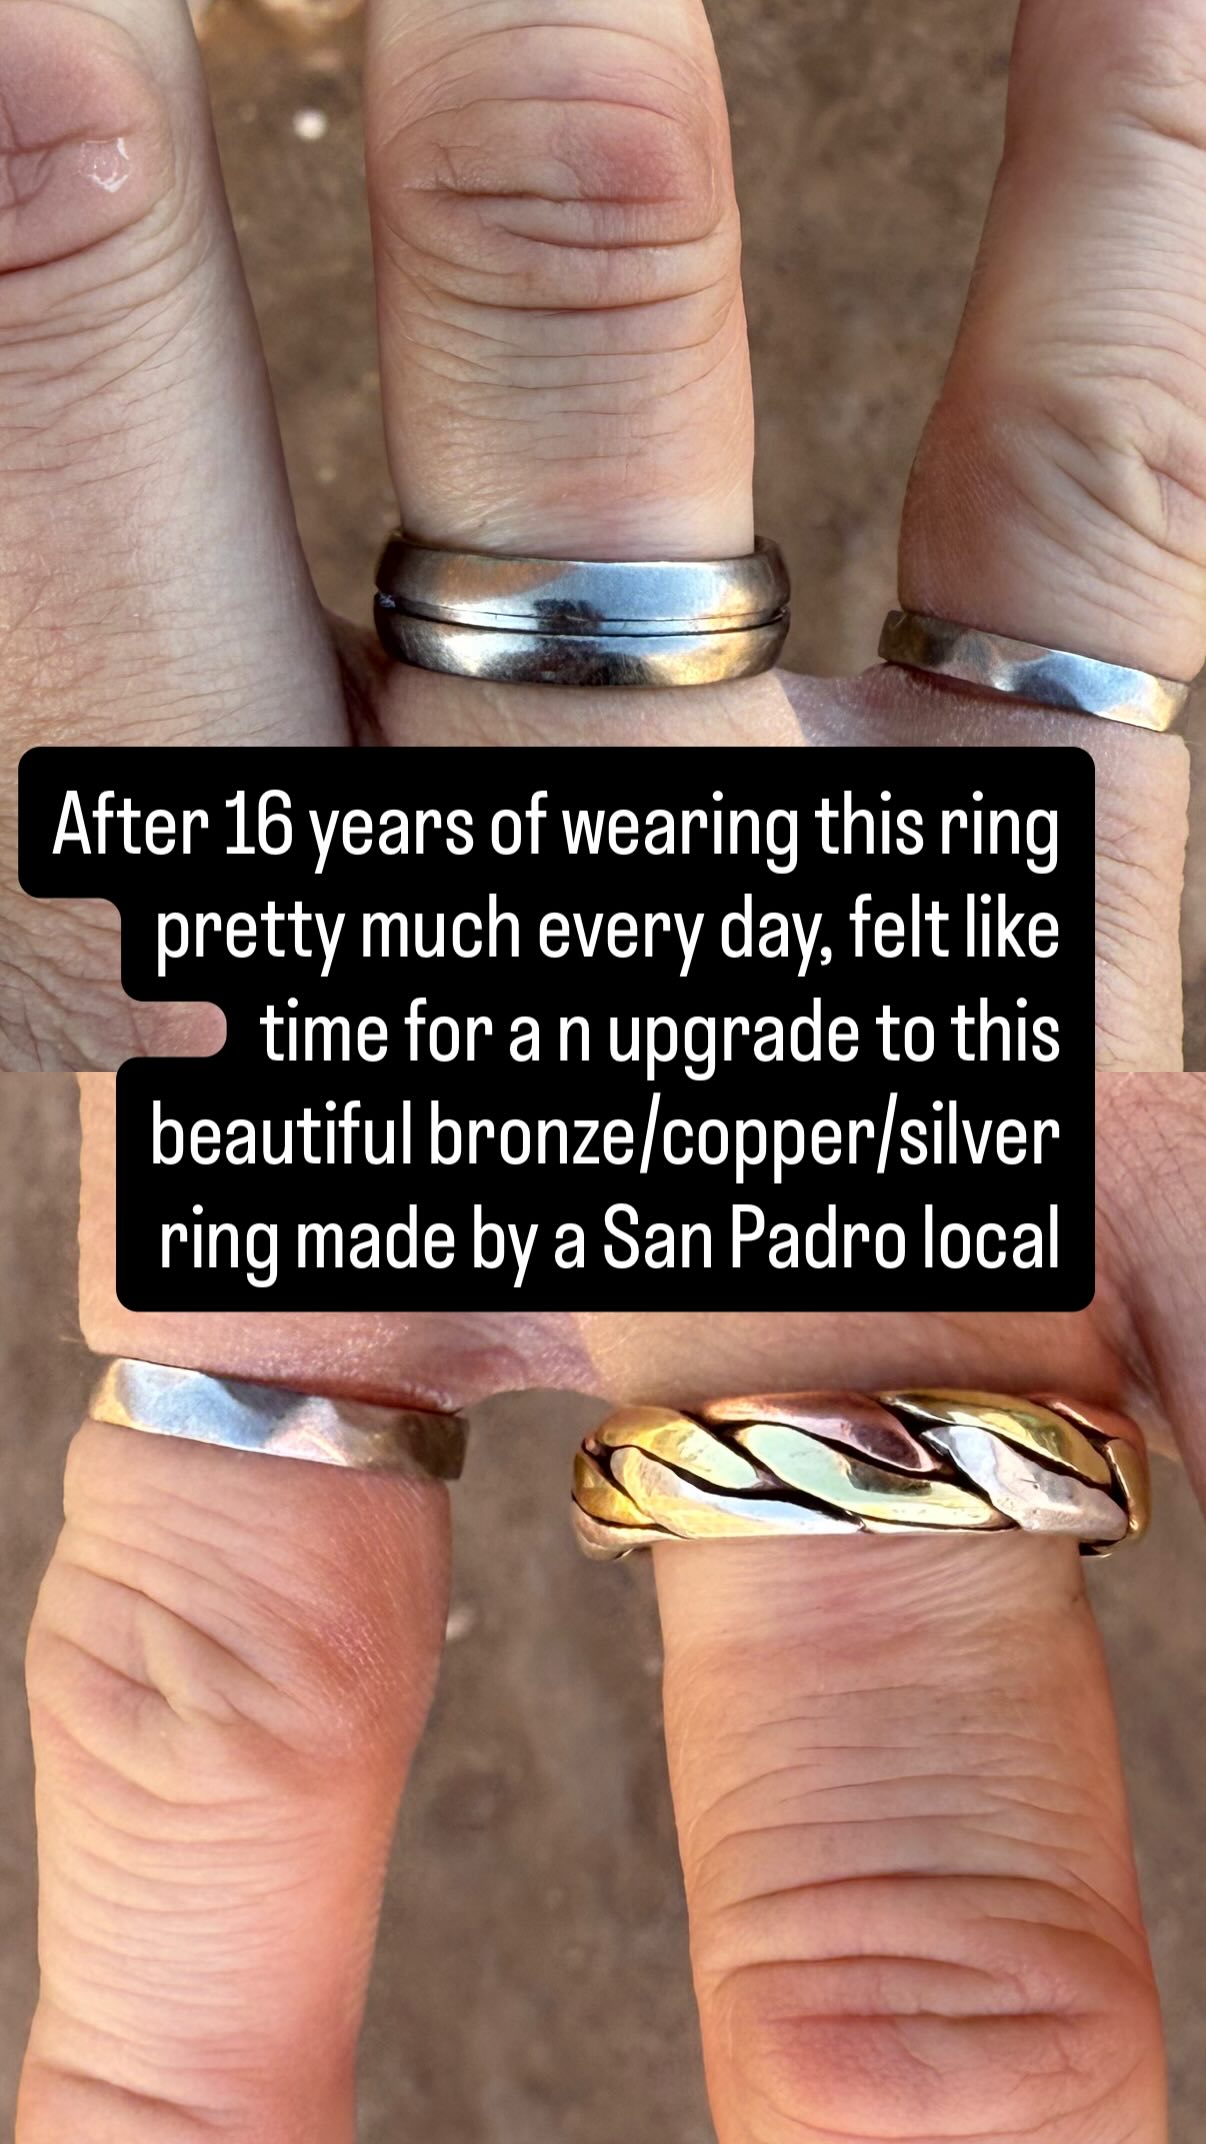 After 16 years of wearing this ring
pretty much every day, felt like
time for a n upgrade to this
beautiful bronze/copper/silver
ring made by a San Padro local